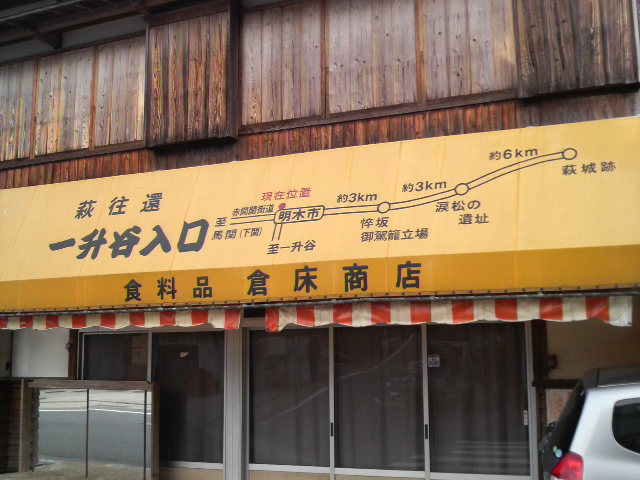 萩往還
一升谷入口
現在位置
赤間関街道
至馬関(下関)
明木市
至一升谷
約3km
悴坂
御駕籠立場
約3km
涙松の
遺址
約6km
萩城跡
食料品 倉床商店